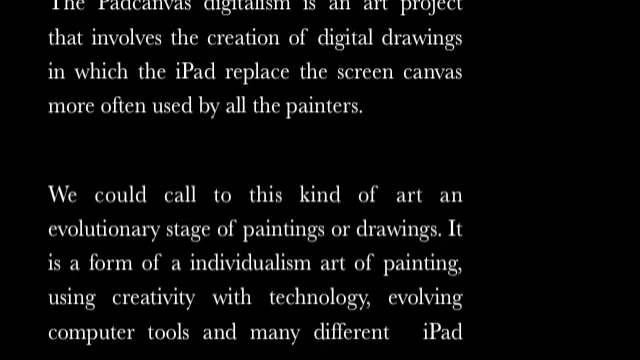 The Padcanvas digitalism is an art project
that involves the creation of digital drawings
in which the iPad replace the screen canvas
more often used by all the painters.
We could call to this kind of art an
evolutionary stage of paintings or drawings. It
is a form of a individualism art of painting,
using creativity with technology, evolving
computer tools and many different iPad